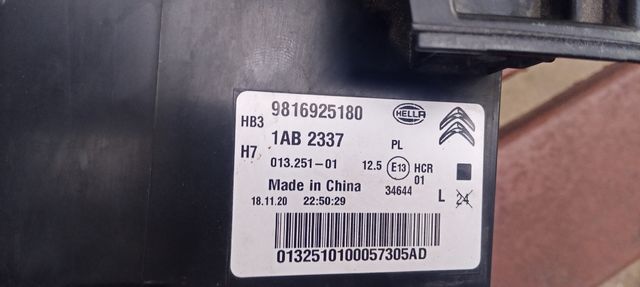 9816925180
HELLA
HB3
1AB 2337
H7
PL
013.251-01
12.5 E13 HCR
01
Made in China
34644
18.11.20 22:50:29
L 24
0132510100057305AD